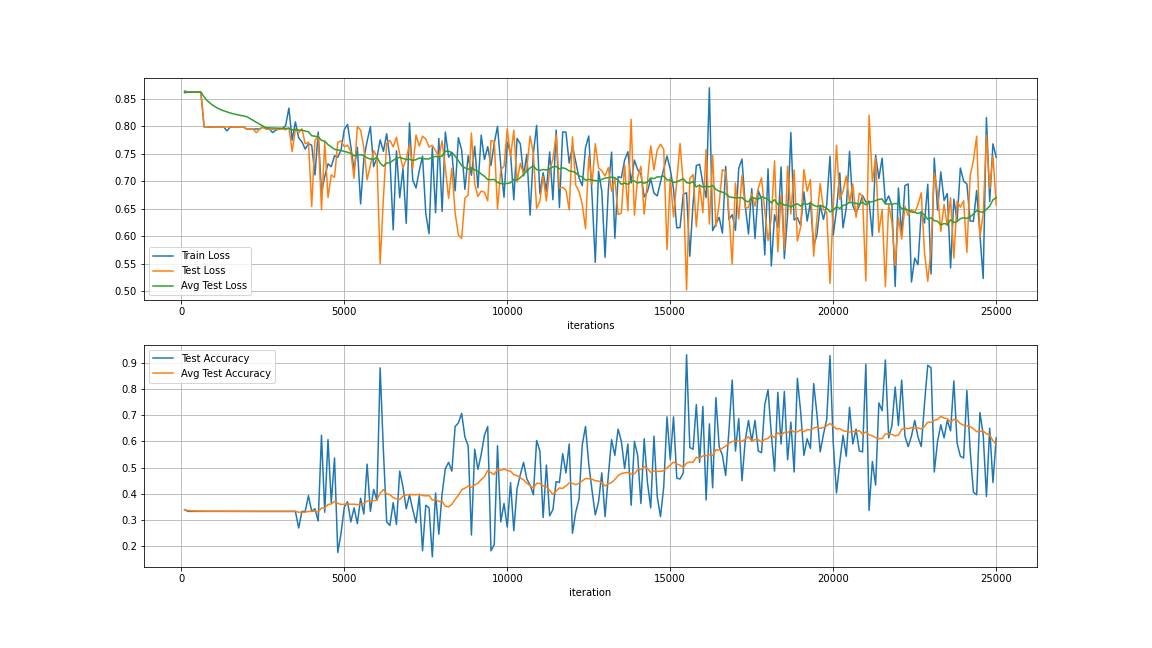 0.85
0.80
0.75
0.70
0.65
0.60
0.55
0.50
Train Loss
Test Loss
Avg Test Loss
0 5000 10000 15000 20000 25000
iterations
0.9
0.8
0.7
0.6
0.5
0.4
0.3
0.2
Test Accuracy
Avg Test Accuracy
0 5000 10000 15000 20000 25000
iteration